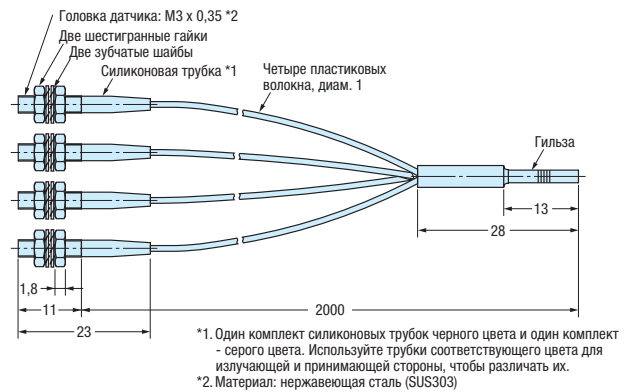 Головка датчика: M3 x 0,35 *2
Две шестигранные гайки
Две зубчатые шайбы
Силиконовая трубка *1
Четыре пластиковых
волокна, диам. 1
Гильза
13
28
1,8
11
2000
23
*1. Один комплект силиконовых трубок черного цвета и один комплект
- серого цвета. Используйте трубки соответствующего цвета для
излучающей и принимающей стороны, чтобы различать их.
*2. Материал: нержавеющая сталь (SUS303)